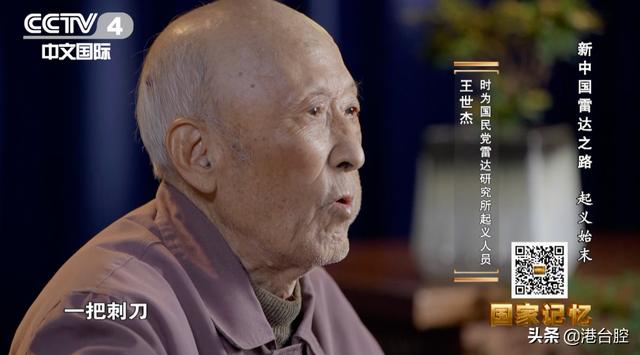 CCTV 4
中文国际
新中国雷达之路 起义始末
时为国民党雷达研究所起义人员
王世杰
一把刺刀
国家记忆
头条 @港台腔